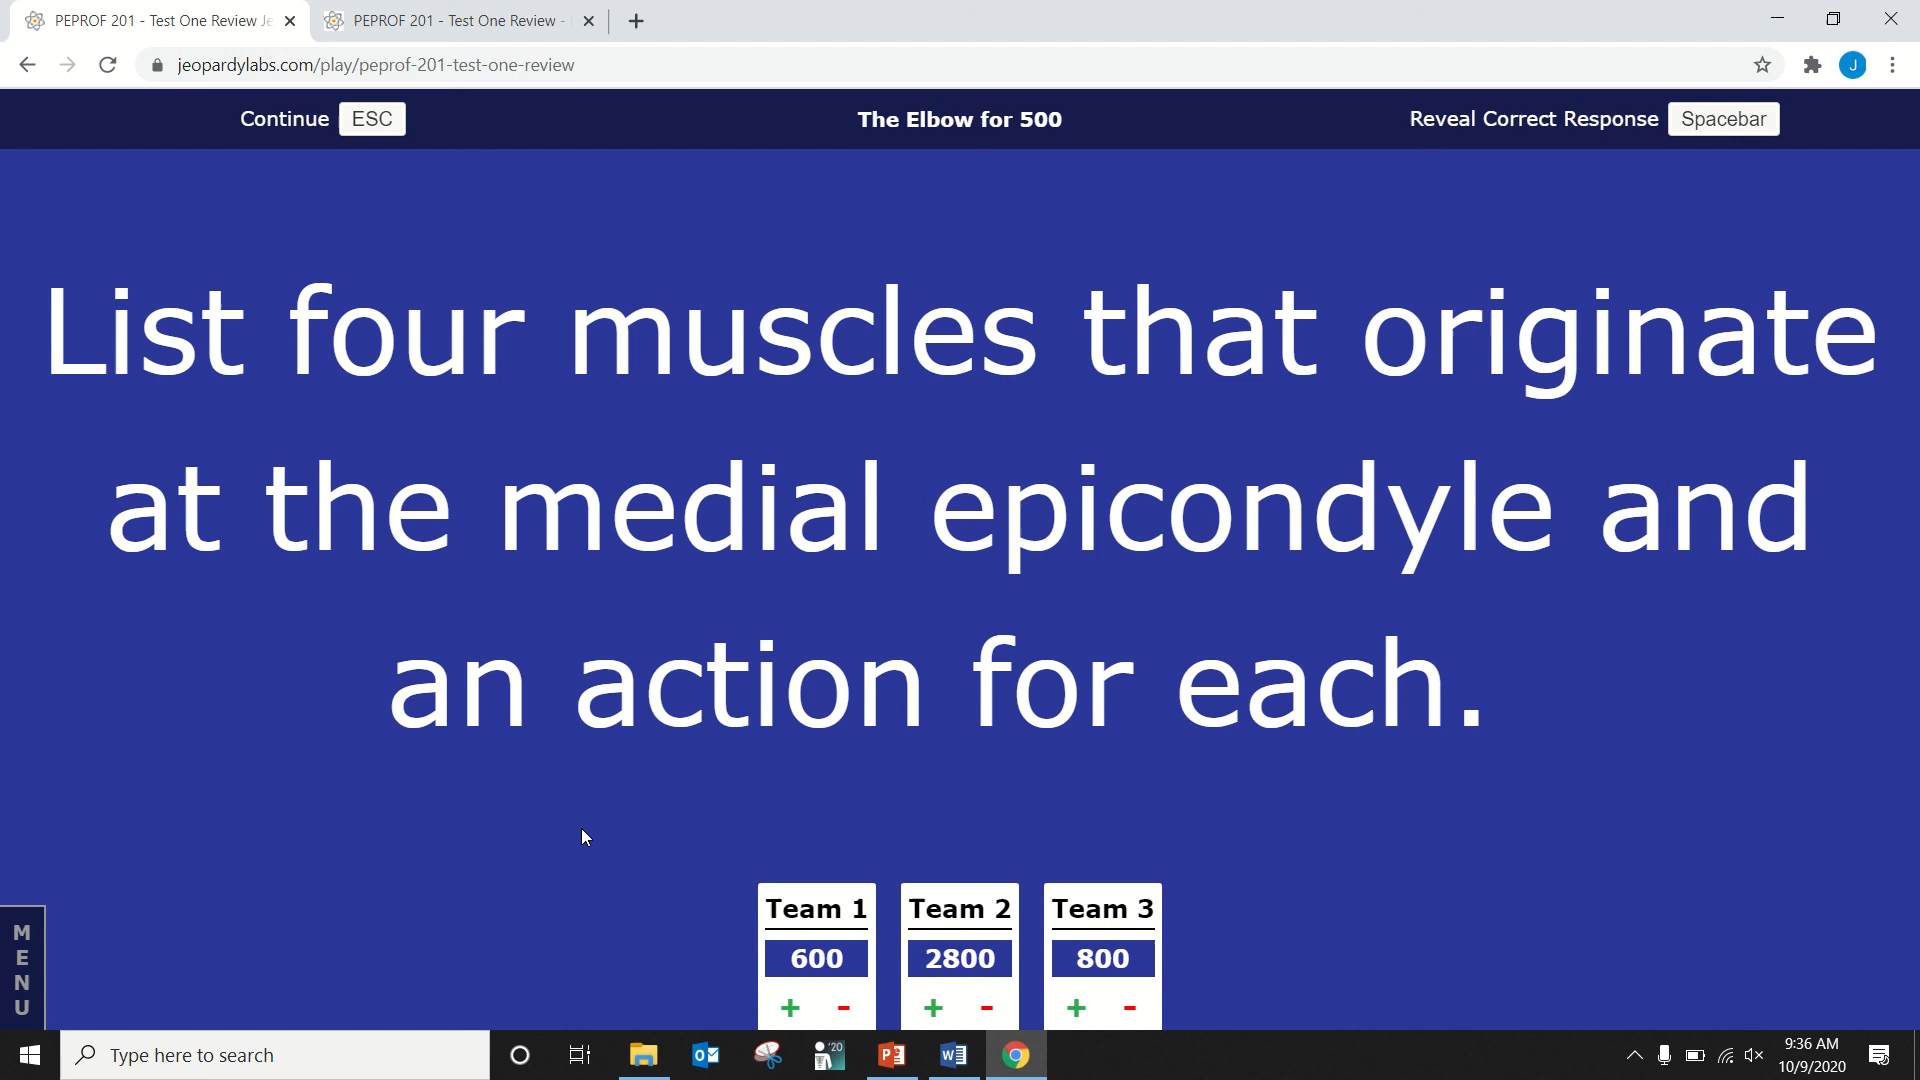 PEPROF 201 - Test One Review Je
PEPROF 201 - Test One Review -
jeopardylabs.com/play/peprof-201-test-one-review
J
Continue ESC
The Elbow for 500
Reveal Correct Response Spacebar
List four muscles that originate
at the medial epicondyle and
an action for each.
MENU
Team 1 Team 2 Team 3
600 2800 800
+ - + - + -
Type here to search
'20
9:36 AM
10/9/2020